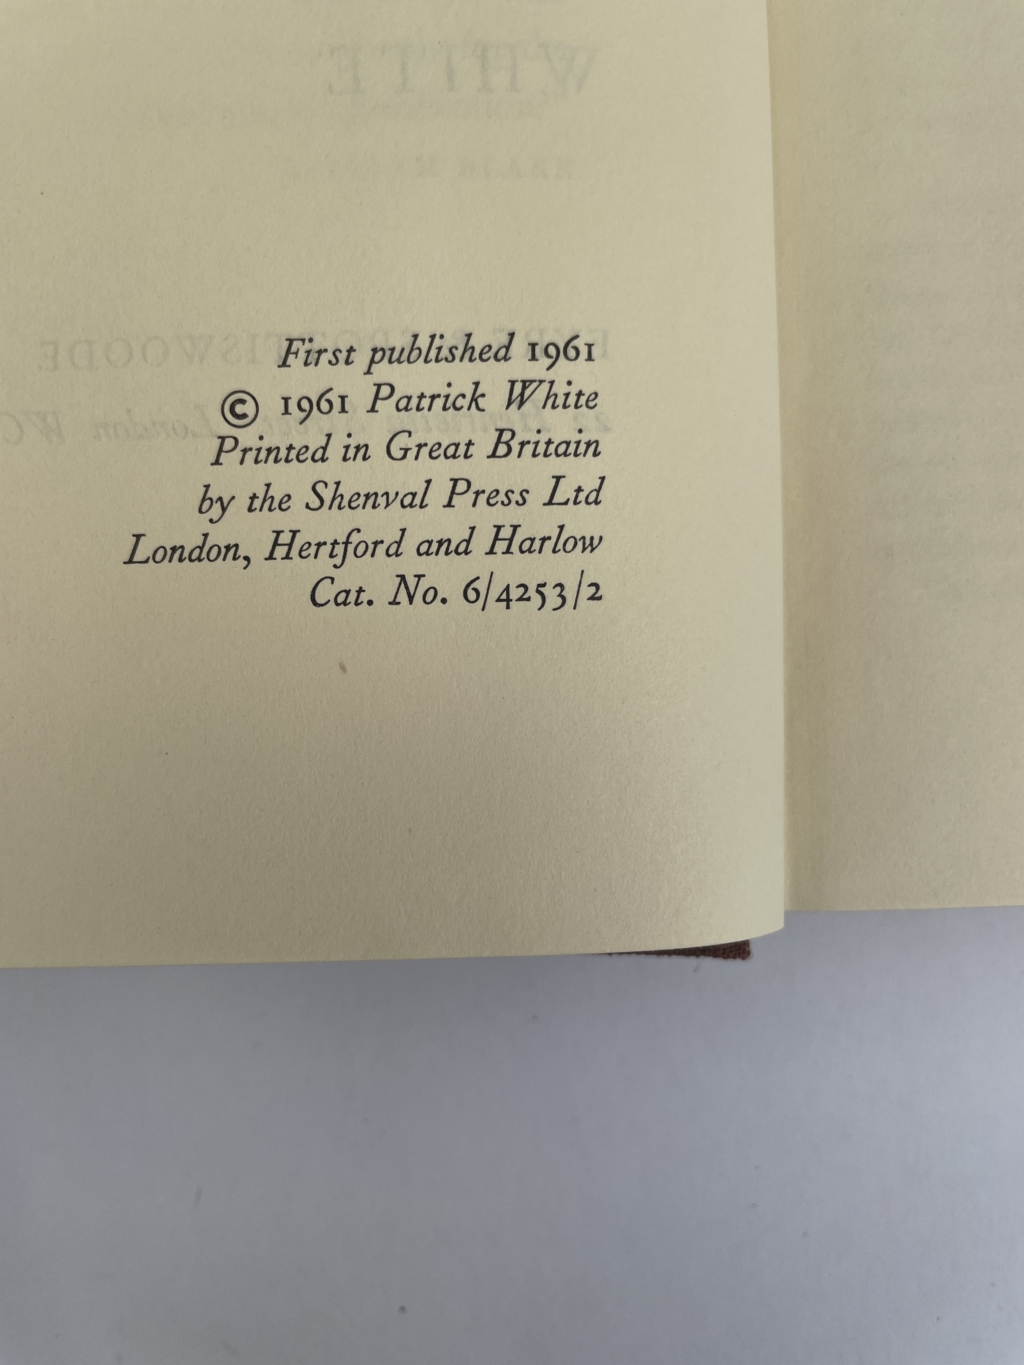 First published 1961
© 1961 Patrick White
Printed in Great Britain
by the Shenval Press Ltd
London, Hertford and Harlow
Cat. No. 6/4253/2